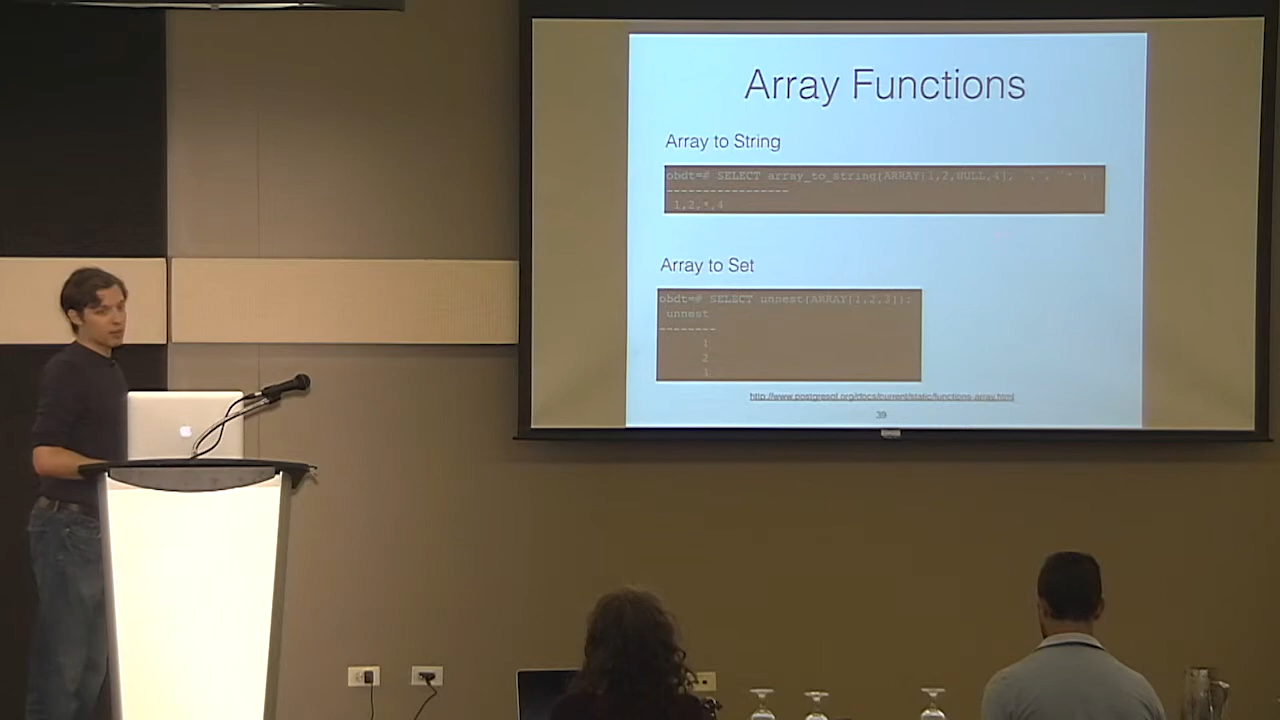 Array Functions
Array to String
obdt=# SELECT array_to_string(ARRAY[1,2,NULL,4], ',', '*');
-----------------
1,2,*,4
Array to Set
obdt=# SELECT unnest(ARRAY[1,2,3]);
unnest
--------
1
2
http://www.postgresql.org/docs/current/static/functions-array.html
39